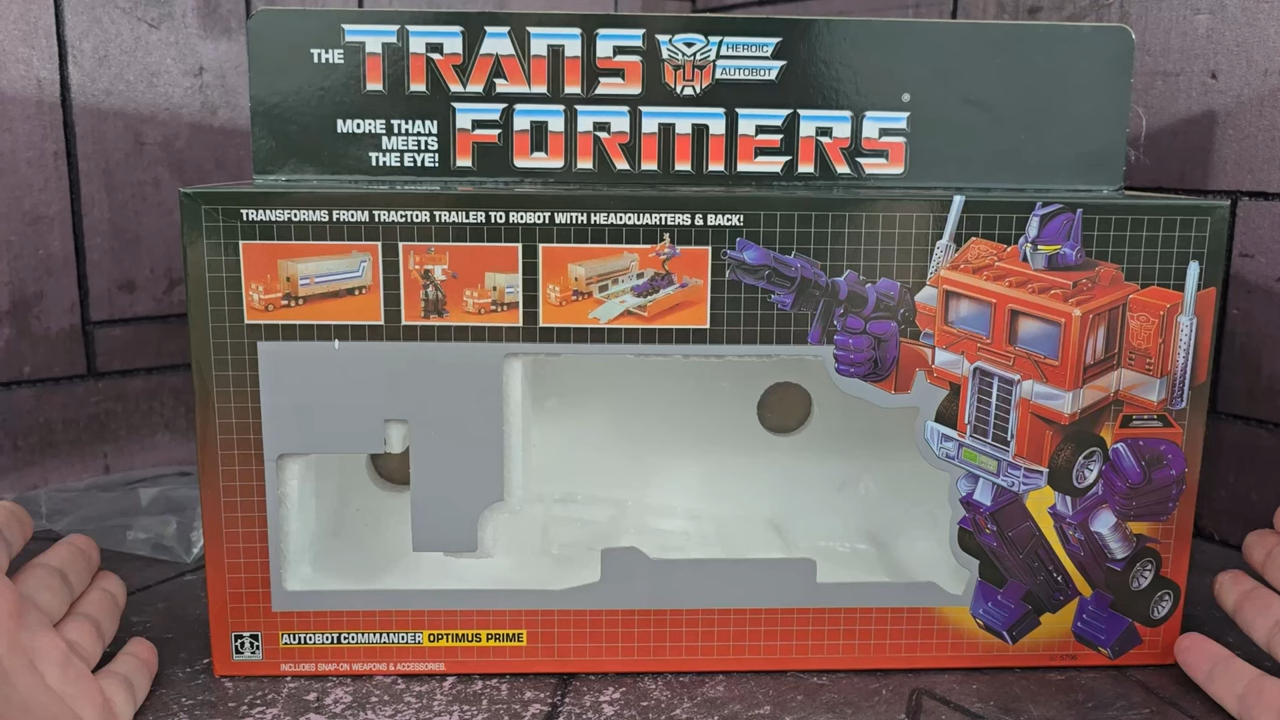 THE TRANS
HEROIC
AUTOBOT
MORE THAN
MEETS
THE EYE!
FORMERS®
TRANSFORMS FROM TRACTOR TRAILER TO ROBOT WITH HEADQUARTERS & BACK!
AUTOBOT COMMANDER OPTIMUS PRIME
INCLUDES SNAP-ON WEAPONS & ACCESSORIES.